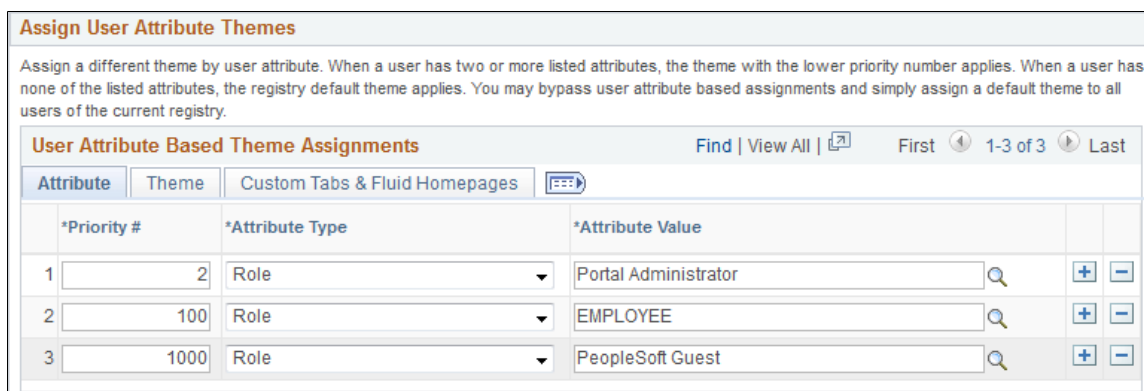 Assign User Attribute Themes
Assign a different theme by user attribute. When a user has two or more listed attributes, the theme with the lower priority number applies. When a user has
none of the listed attributes, the registry default theme applies. You may bypass user attribute based assignments and simply assign a default theme to all
users of the current registry.
User Attribute Based Theme Assignments Find | View All | First 1-3 of 3 Last
Attribute Theme Custom Tabs & Fluid Homepages
*Priority # *Attribute Type *Attribute Value
1 2 Role Portal Administrator
2 100 Role EMPLOYEE
3 1000 Role PeopleSoft Guest